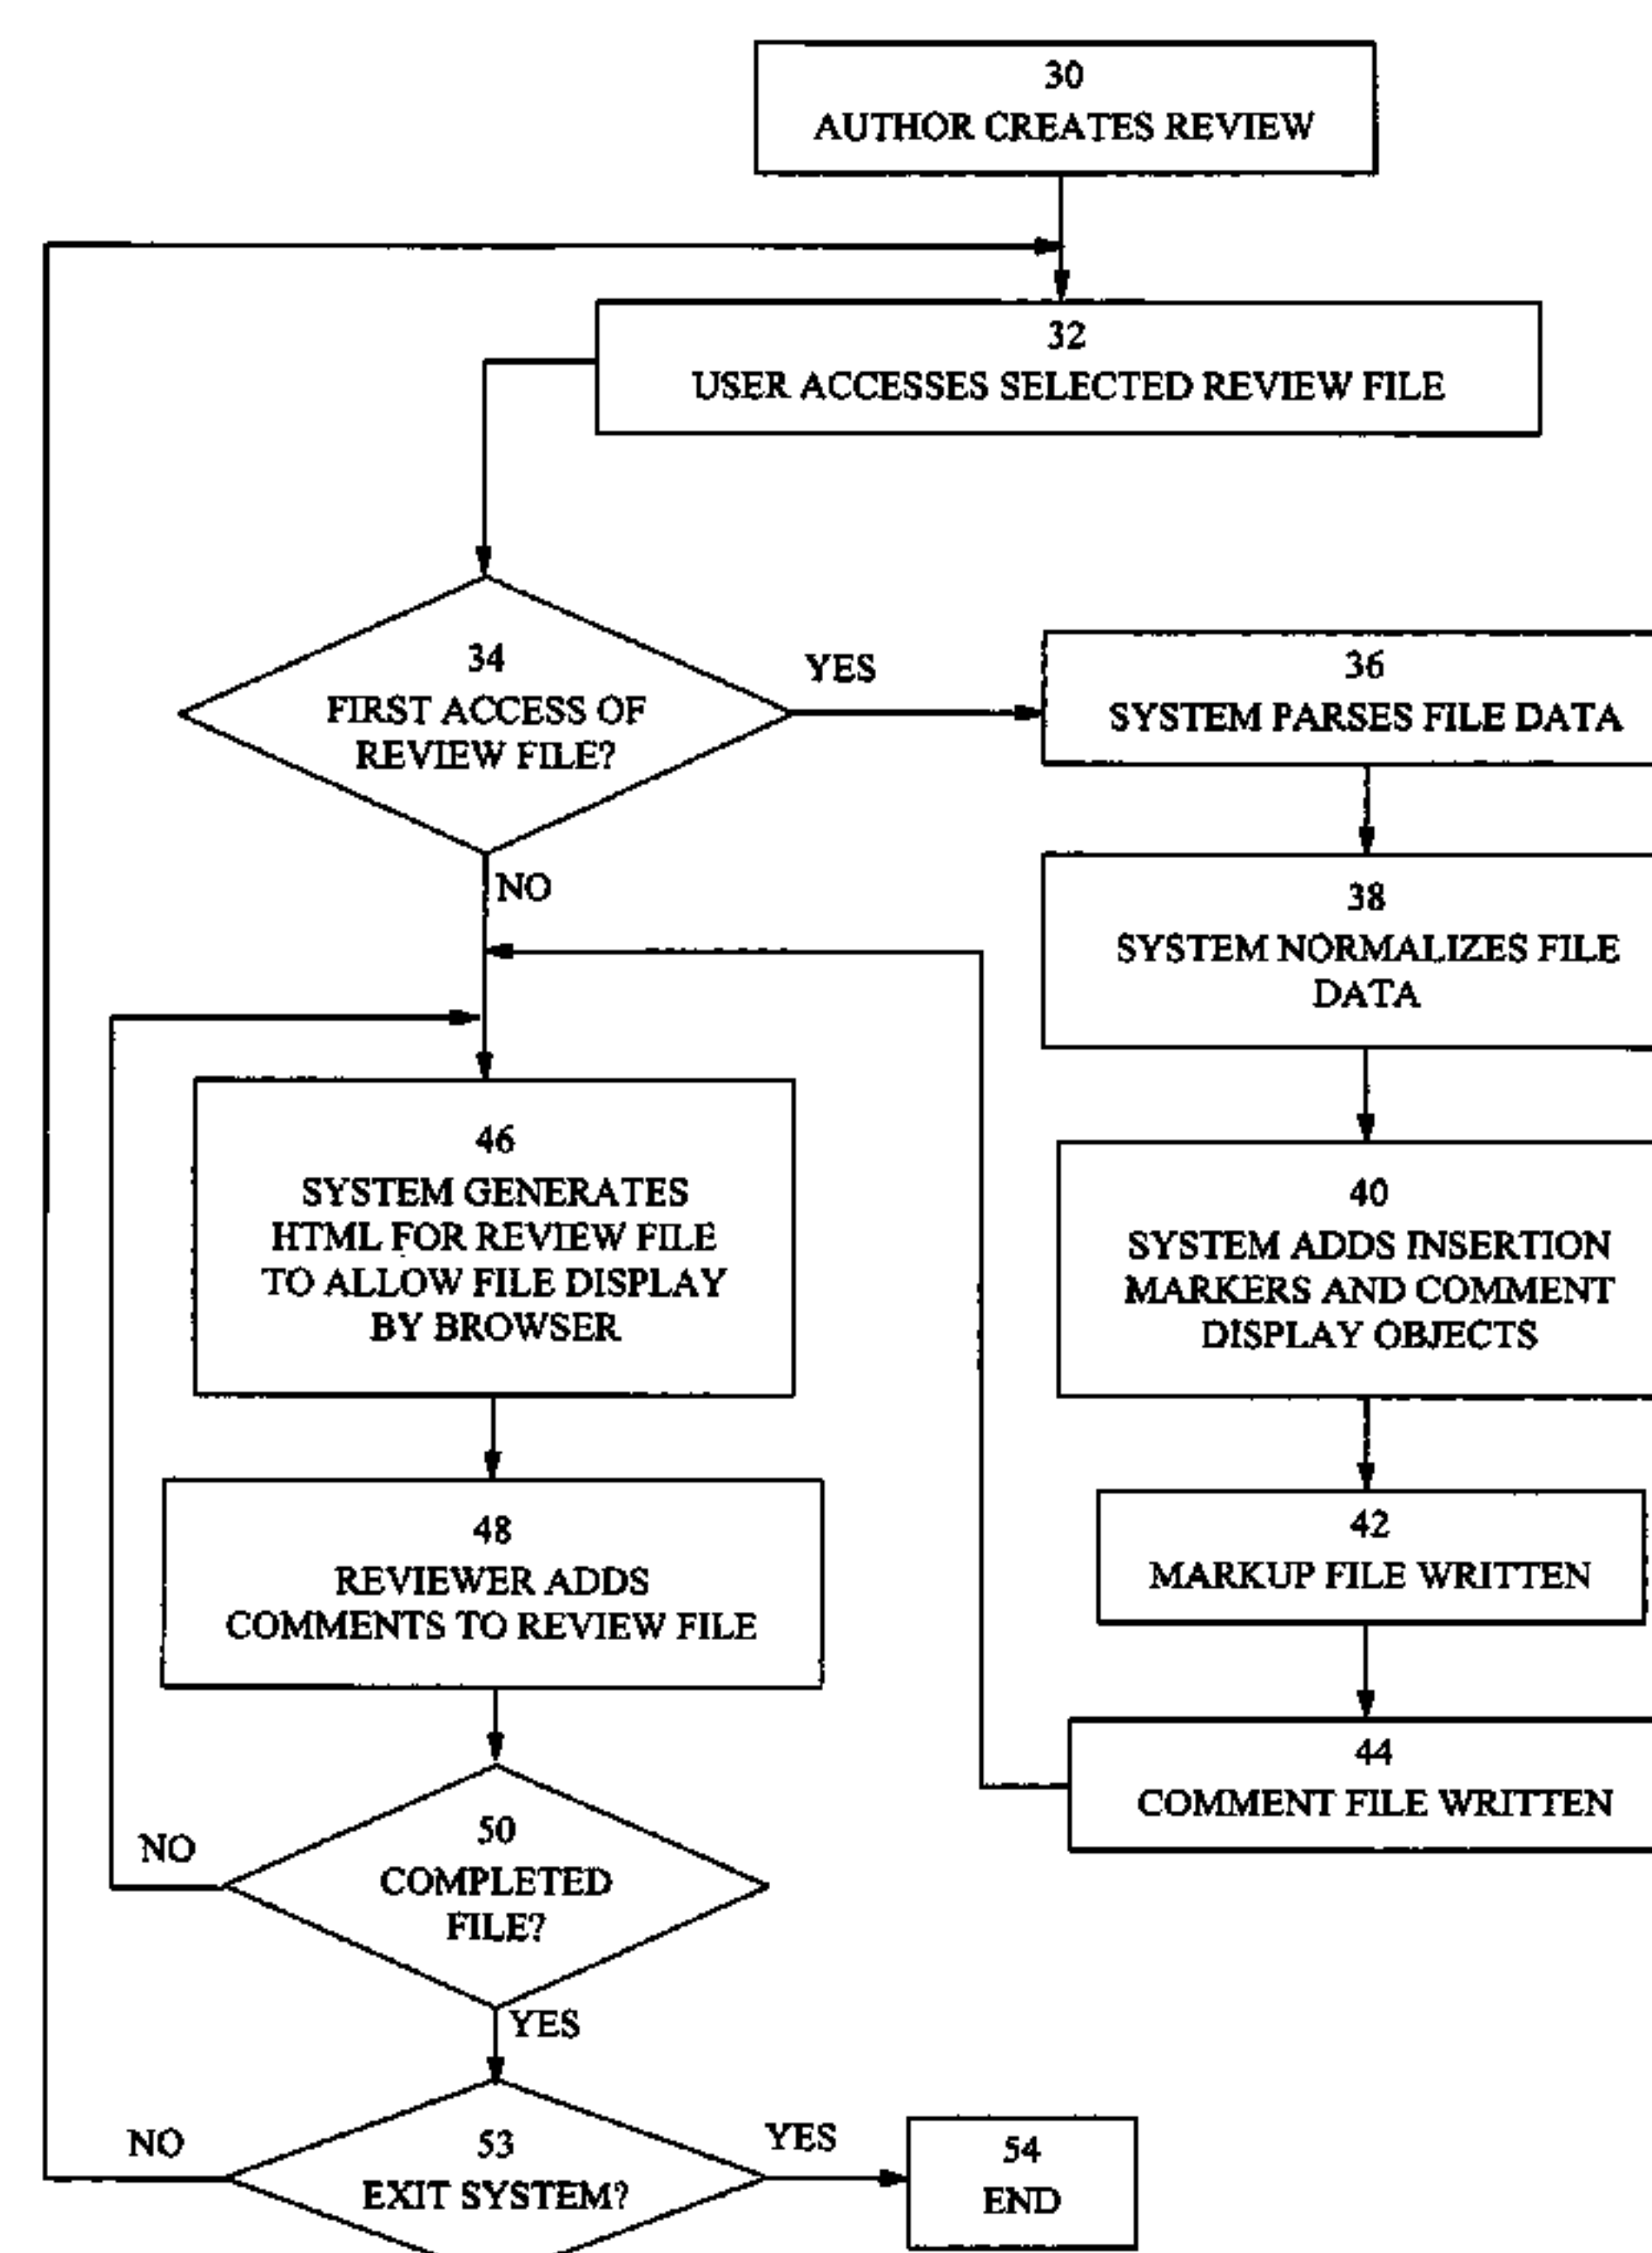 30
AUTHOR CREATES REVIEW
32
USER ACCESSES SELECTED REVIEW FILE
34
FIRST ACCESS OF
REVIEW FILE?
YES
36
SYSTEM PARSES FILE DATA
NO
38
SYSTEM NORMALIZES FILE
DATA
46
SYSTEM GENERATES
HTML FOR REVIEW FILE
TO ALLOW FILE DISPLAY
BY BROWSER
40
SYSTEM ADDS INSERTION
MARKERS AND COMMENT
DISPLAY OBJECTS
48
REVIEWER ADDS
COMMENTS TO REVIEW FILE
42
MARKUP FILE WRITTEN
44
COMMENT FILE WRITTEN
NO
50
COMPLETED
FILE?
YES
NO
53
EXIT SYSTEM?
YES
54
END